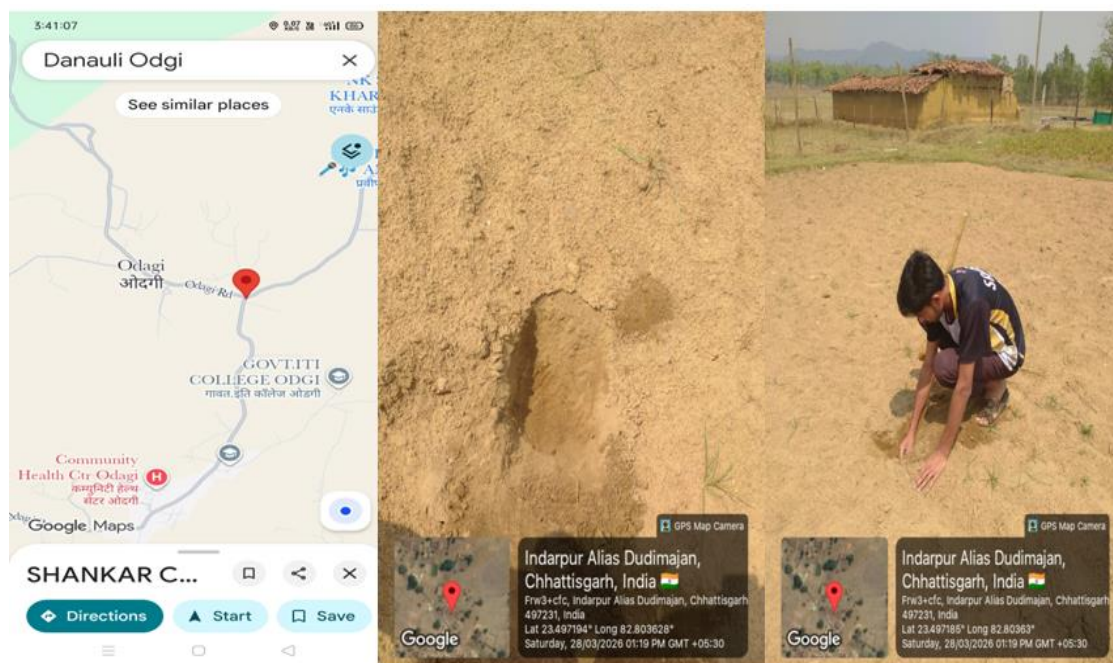 3:41:07
Danauli Odgi
See similar places
KHAR
Odagi
ओदगी
Odagi Rd
GOVT.ITI
COLLEGE ODGI
गावत.इति कॉलेज ओडगी
Community
Health Ctr Odagi
H
कम्युनिटी हेल्थ
सेंटर ओदगी
Google Maps
SHANKAR C...
Directions
Start
Save
GPS Map Camera
Indarpur Alias Dudimajan,
Chhattisgarh, India
Frw3+cfc, Indarpur Alias Dudimajan, Chhattisgarh
497231, India
Lat 23.497194° Long 82.803628°
Saturday, 28/03/2026 01:19 PM GMT +05:30
Google
GPS Map Camera
Indarpur Alias Dudimajan,
Chhattisgarh, India
Frw3+cfc, Indarpur Alias Dudimajan, Chhattisgarh
497231, India
Lat 23.497185° Long 82.80363°
Saturday, 28/03/2026 01:19 PM GMT +05:30
Google